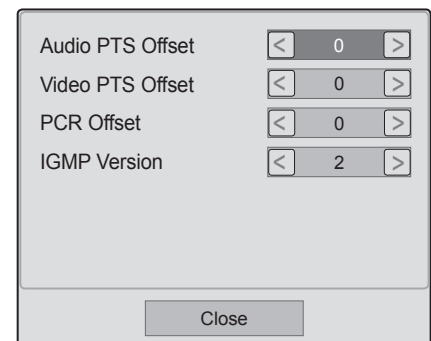 Audio PTS Offset < 0 >
Video PTS Offset < 0 >
PCR Offset < 0 >
IGMP Version < 2 >
Close